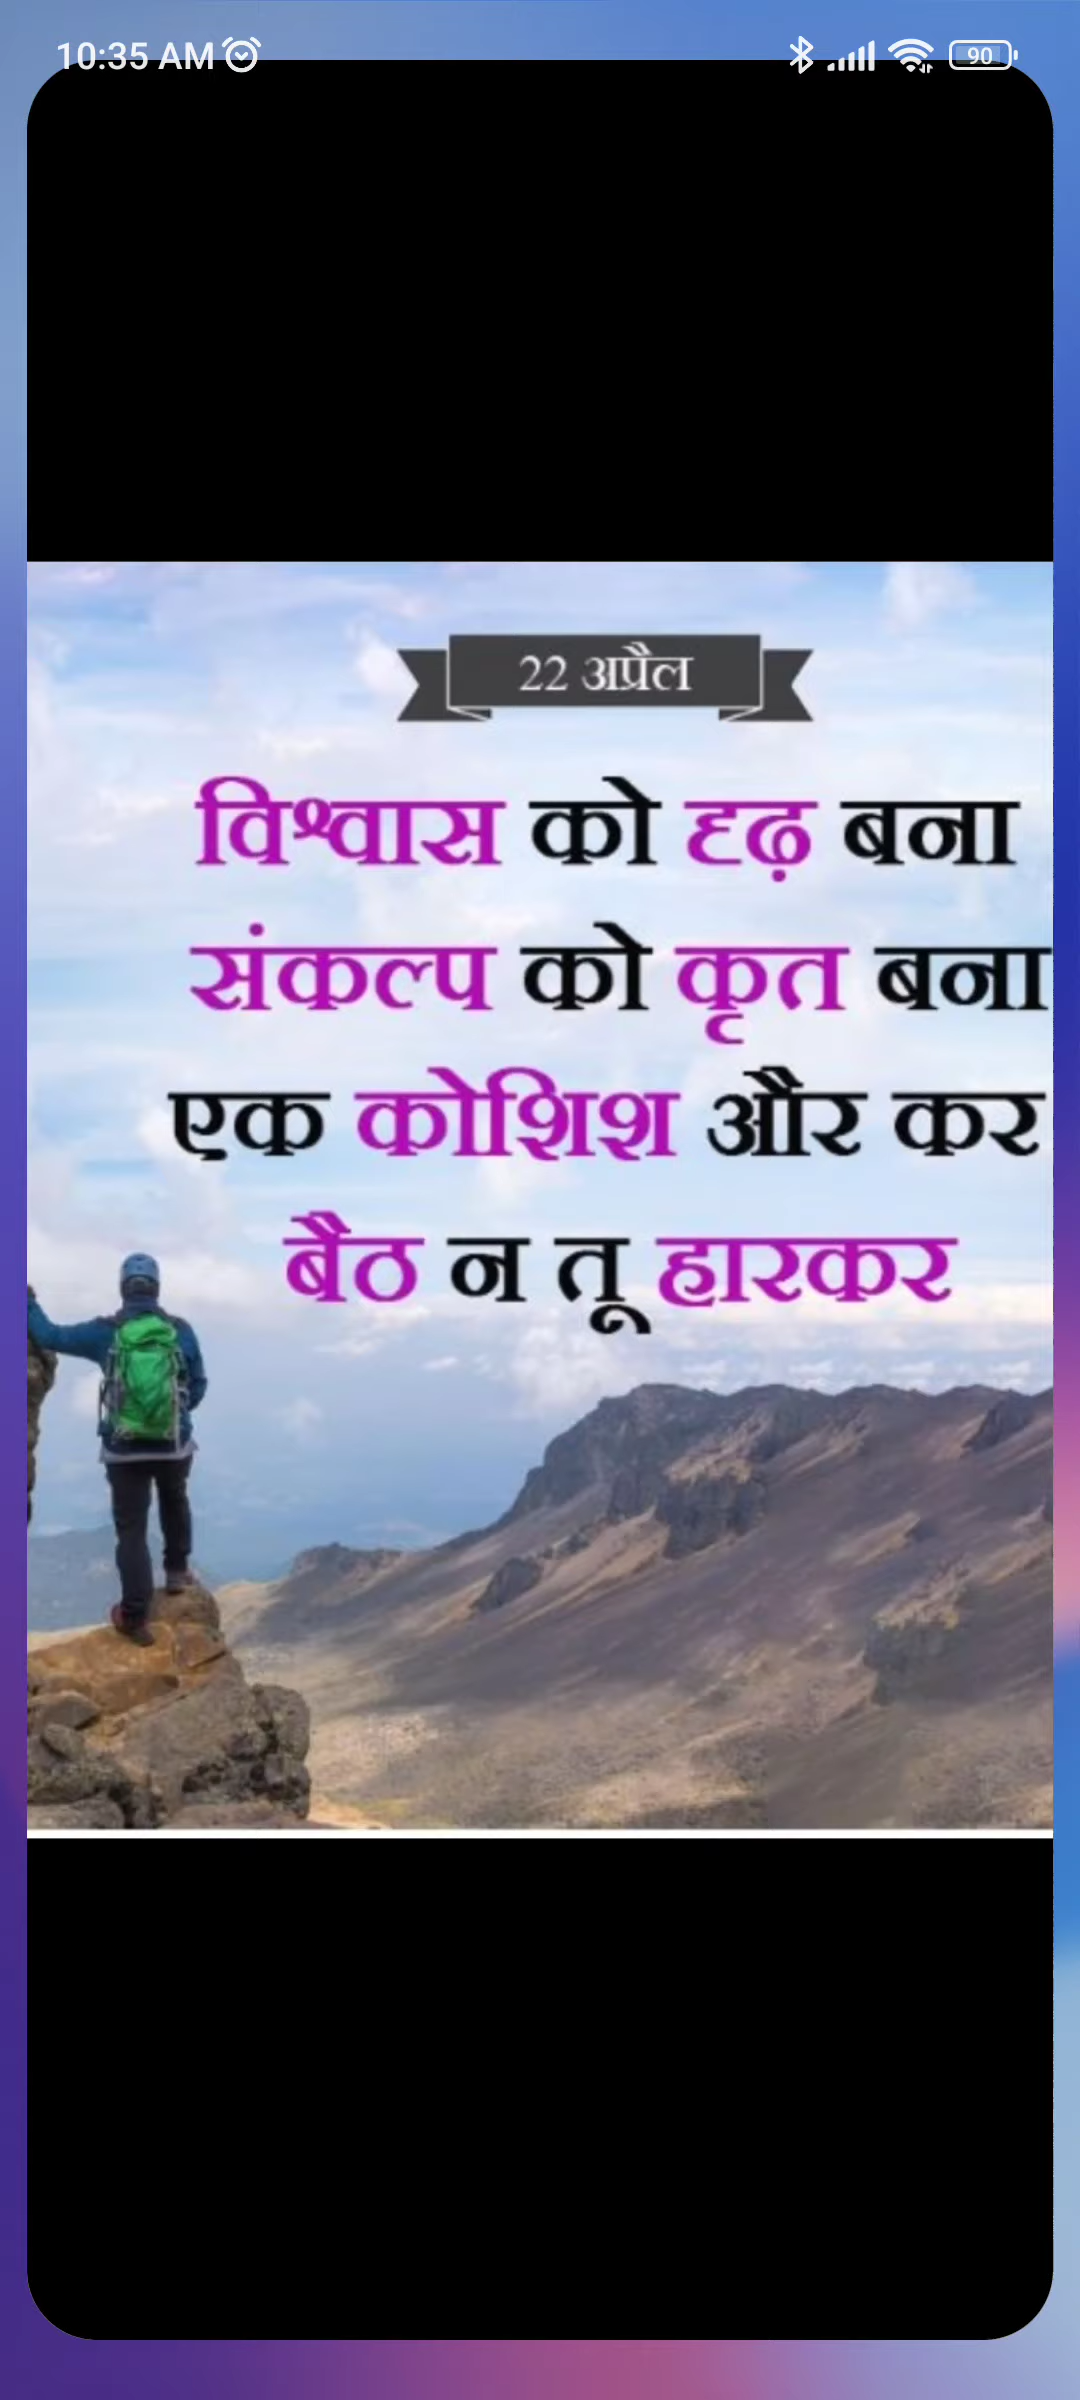 10:35 AM
90
22 अप्रैल
विश्वास को दृढ़ बना
संकल्प को कृत बना
एक कोशिश और कर
बैठ न तू हारकर